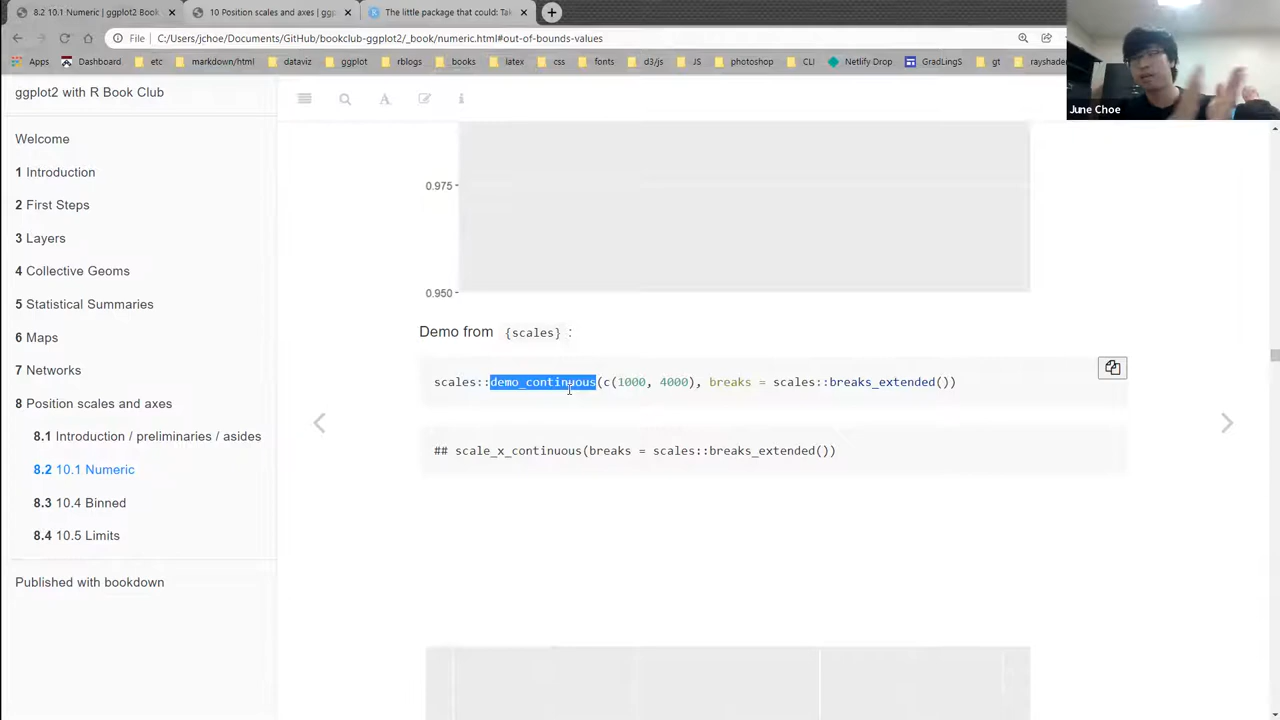 8.2 10.1 Numeric | ggplot2 Book
10 Position scales and axes | ggp
The little package that could: Tak
File
C:/Users/jchoe/Documents/GitHub/bookclub-ggplot2/_book/numeric.html#out-of-bounds-values
Apps Dashboard etc markdown/html dataviz ggplot rblogs books latex css fonts d3/js JS photoshop CLI Netlify Drop GradLingS gt rayshader
June Choe
ggplot2 with R Book Club
Welcome
1 Introduction
2 First Steps
3 Layers
4 Collective Geoms
5 Statistical Summaries
6 Maps
7 Networks
8 Position scales and axes
8.1 Introduction / preliminaries / asides
8.2 10.1 Numeric
8.3 10.4 Binned
8.4 10.5 Limits
Published with bookdown
A
i
0.975
0.950
Demo from {scales} :
scales::demo_continuous(c(1000, 4000), breaks = scales::breaks_extended())
## scale_x_continuous(breaks = scales::breaks_extended())